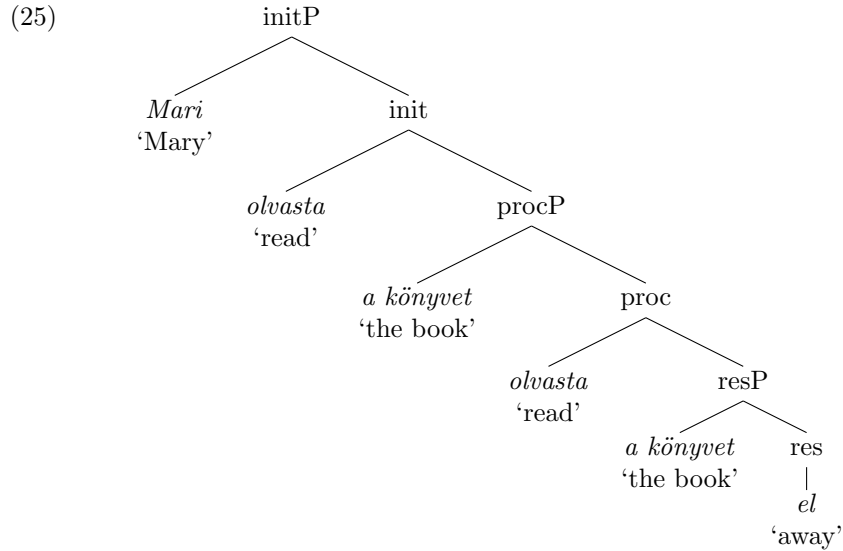 (25)
initP
Mari
‘Mary’
init
olvasta
‘read’
procP
a könyvet
‘the book’
proc
olvasta
‘read’
resP
a könyvet
‘the book’
res
el
‘away’